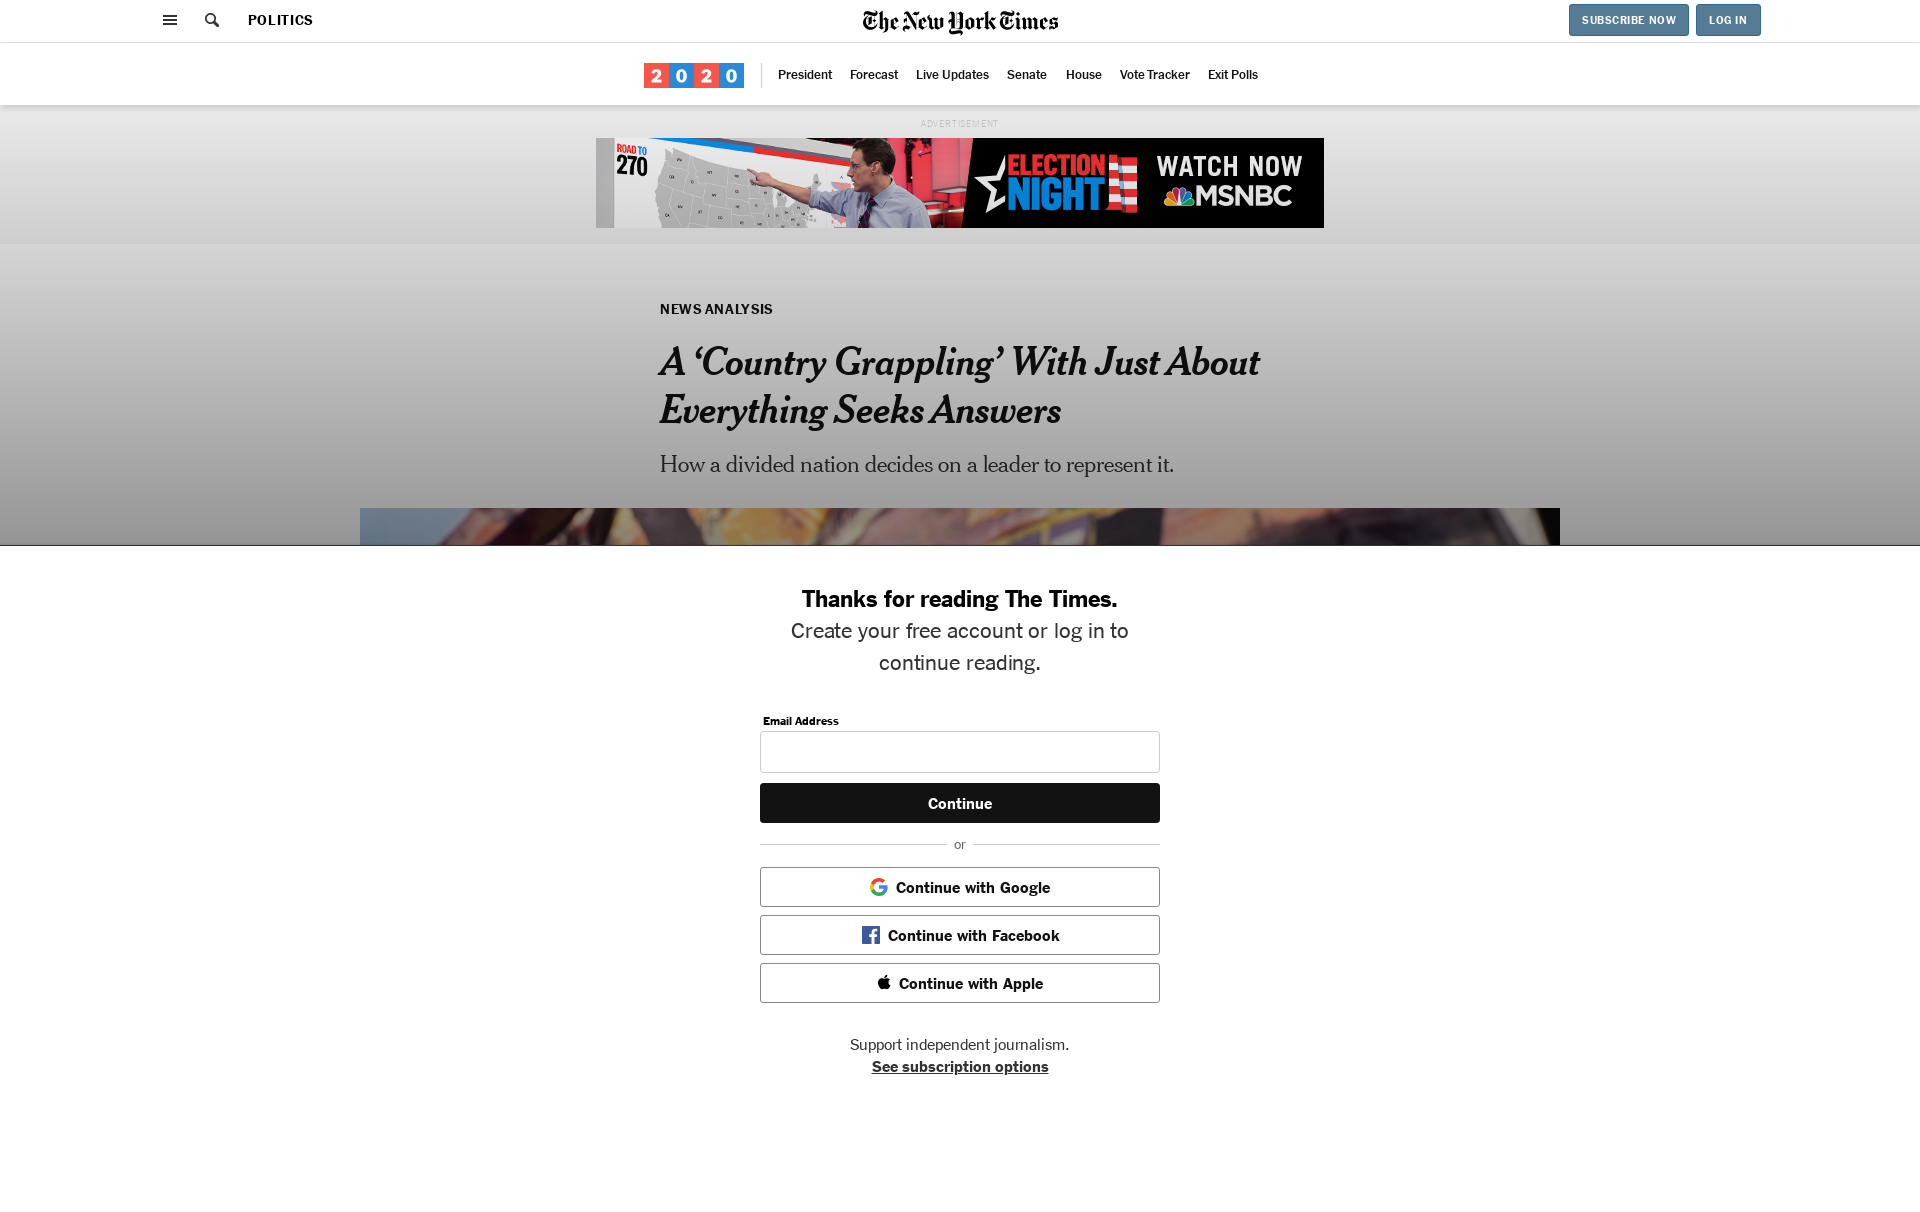 POLITICS
The New York Times
SUBSCRIBE NOW
LOG IN
2020
President
Forecast
Live Updates
Senate
House
Vote Tracker
Exit Polls
ADVERTISEMENT
ROAD TO
270
ELECTION
NIGHT
WATCH NOW
MSNBC
NEWS ANALYSIS
A ‘Country Grappling’ With Just About
Everything Seeks Answers
How a divided nation decides on a leader to represent it.
Thanks for reading The Times.
Create your free account or log in to
continue reading.
Email Address
Continue
or
Continue with Google
Continue with Facebook
Continue with Apple
Support independent journalism.
See subscription options